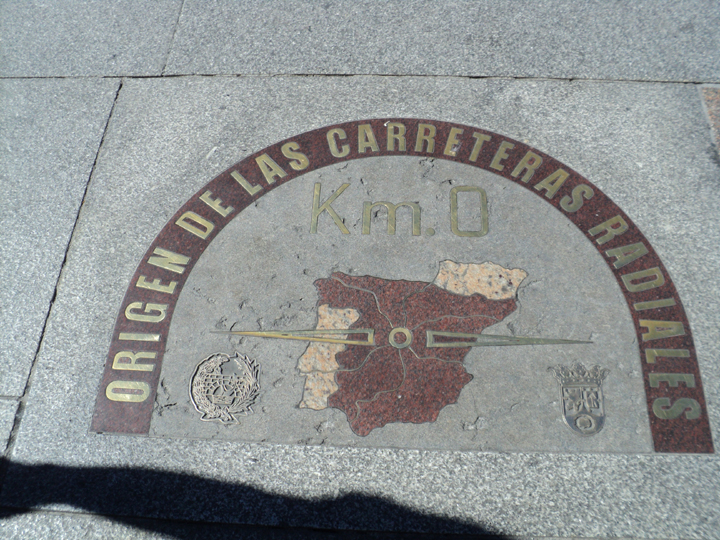 ORIGEN DE LAS CARRETERAS RADIALES
Km. 0